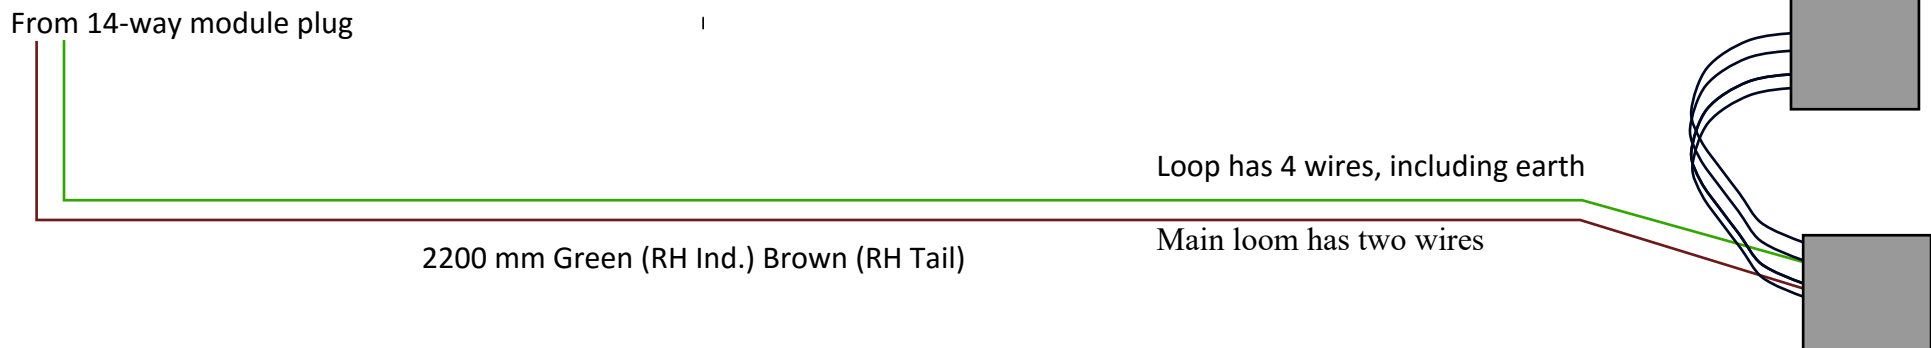 From 14-way module plug
Loop has 4 wires, including earth
Main loom has two wires
2200 mm Green (RH Ind.) Brown (RH Tail)